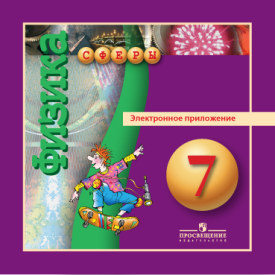 физика
СФЕРЫ
Электронное приложение
7
ПРОСВЕЩЕНИЕ
ИЗДАТЕЛЬСТВО